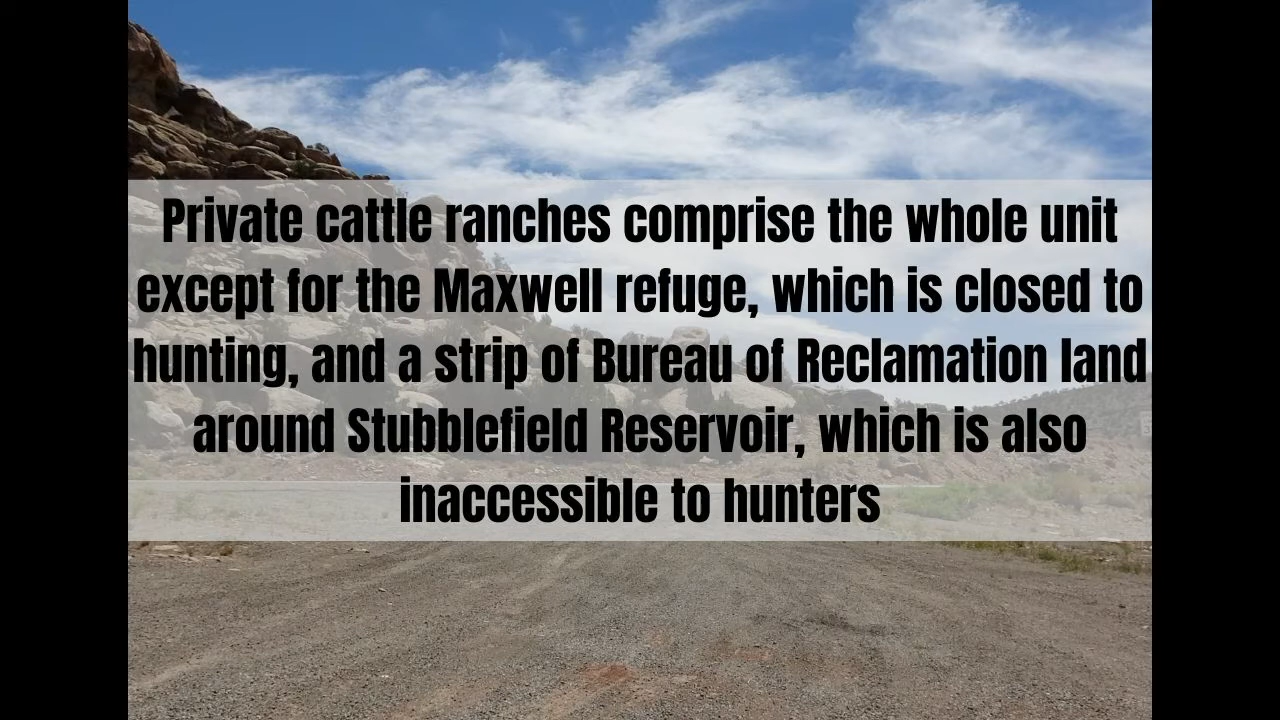 Private cattle ranches comprise the whole unit
except for the Maxwell refuge, which is closed to
hunting, and a strip of Bureau of Reclamation land
around Stubblefield Reservoir, which is also
inaccessible to hunters